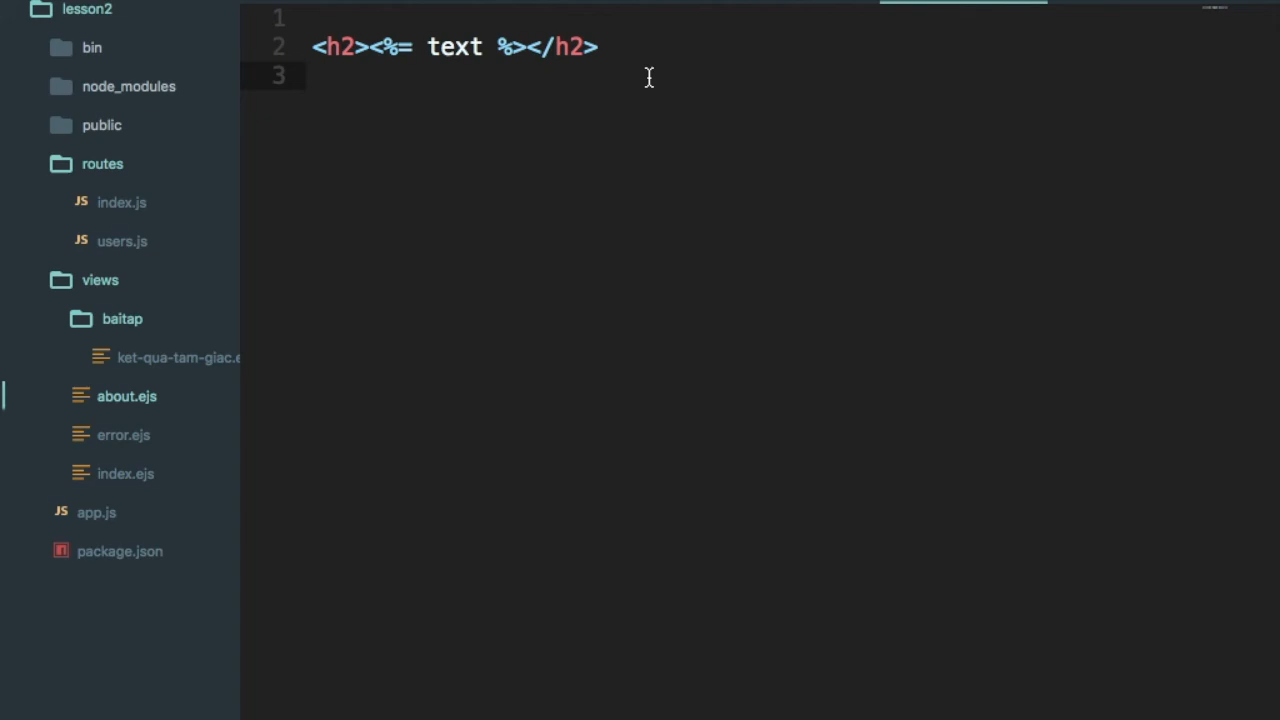 lesson2
bin
node_modules
public
routes
JS index.js
JS users.js
views
baitap
ket-qua-tam-giac.e
about.ejs
error.ejs
index.ejs
JS app.js
package.json
1
2 <h2><%= text %></h2>
3